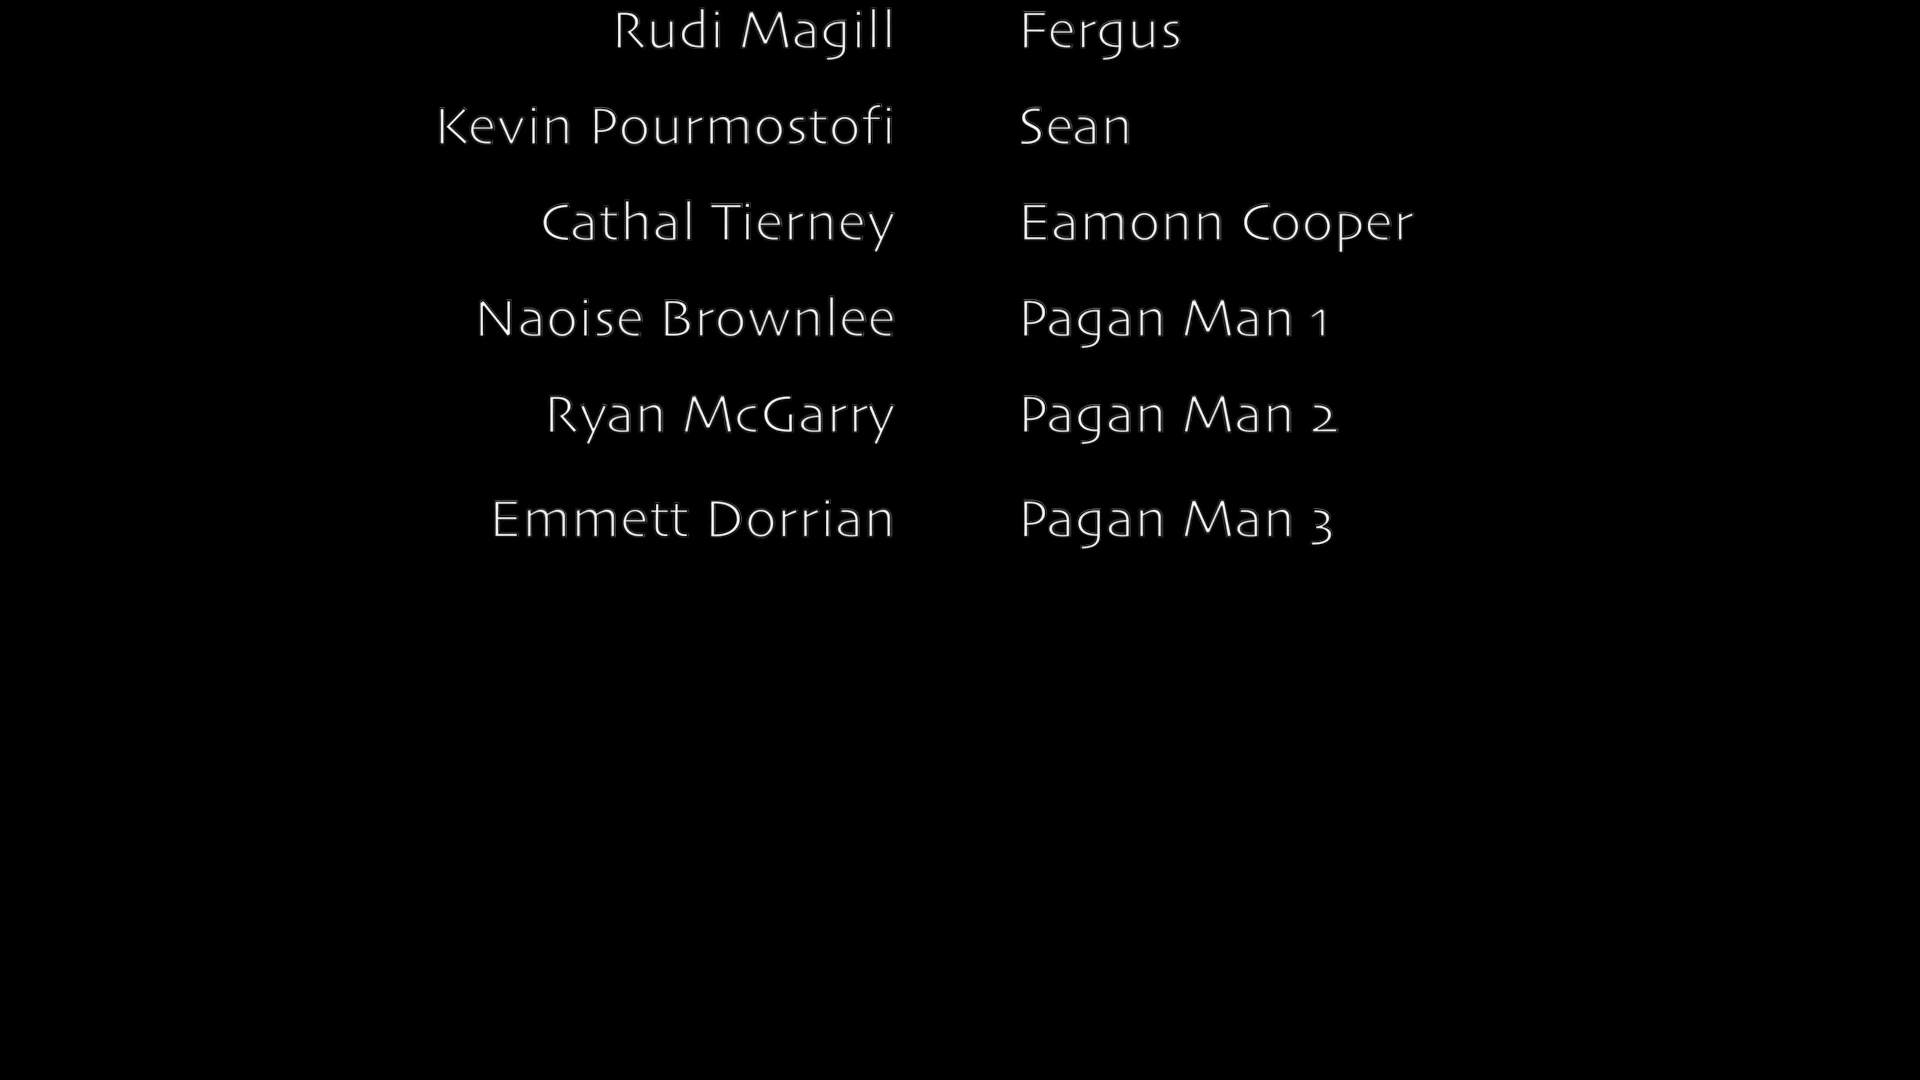 Rudi Magill Fergus
Kevin Pourmostofi Sean
Cathal Tierney Eamonn Cooper
Naoise Brownlee Pagan Man 1
Ryan McGarry Pagan Man 2
Emmett Dorrian Pagan Man 3